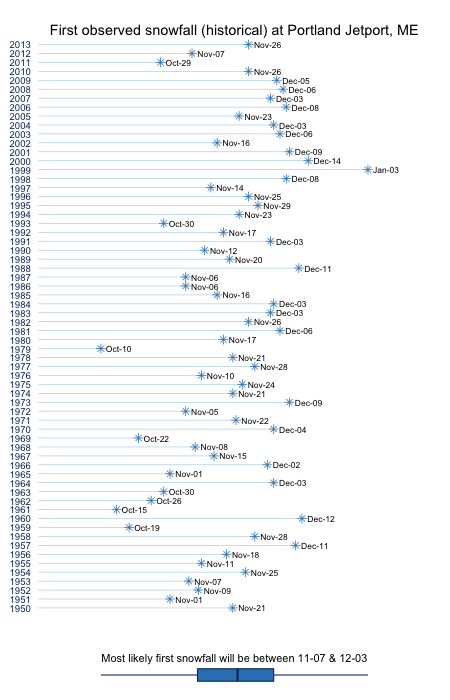 First observed snowfall (historical) at Portland Jetport, ME
2013 Nov-26
2012 Nov-07
2011 Oct-29
2010 Nov-26
2009 Dec-05
2008 Dec-06
2007 Dec-03
2006 Dec-08
2005 Nov-23
2004 Dec-03
2003 Dec-06
2002 Nov-16
2001 Dec-09
2000 Dec-14
1999 Jan-03
1998 Dec-08
1997 Nov-14
1996 Nov-25
1995 Nov-29
1994 Nov-23
1993 Oct-30
1992 Nov-17
1991 Dec-03
1990 Nov-12
1989 Nov-20
1988 Dec-11
1987 Nov-06
1986 Nov-06
1985 Nov-16
1984 Dec-03
1983 Dec-03
1982 Nov-26
1981 Dec-06
1980 Nov-17
1979 Oct-10
1978 Nov-21
1977 Nov-28
1976 Nov-10
1975 Nov-24
1974 Nov-21
1973 Dec-09
1972 Nov-05
1971 Nov-22
1970 Dec-04
1969 Oct-22
1968 Nov-08
1967 Nov-15
1966 Dec-02
1965 Nov-01
1964 Dec-03
1963 Oct-30
1962 Oct-26
1961 Oct-15
1960 Dec-12
1959 Oct-19
1958 Nov-28
1957 Dec-11
1956 Nov-18
1955 Nov-11
1954 Nov-25
1953 Nov-07
1952 Nov-09
1951 Nov-01
1950 Nov-21
Most likely first snowfall will be between 11-07 & 12-03